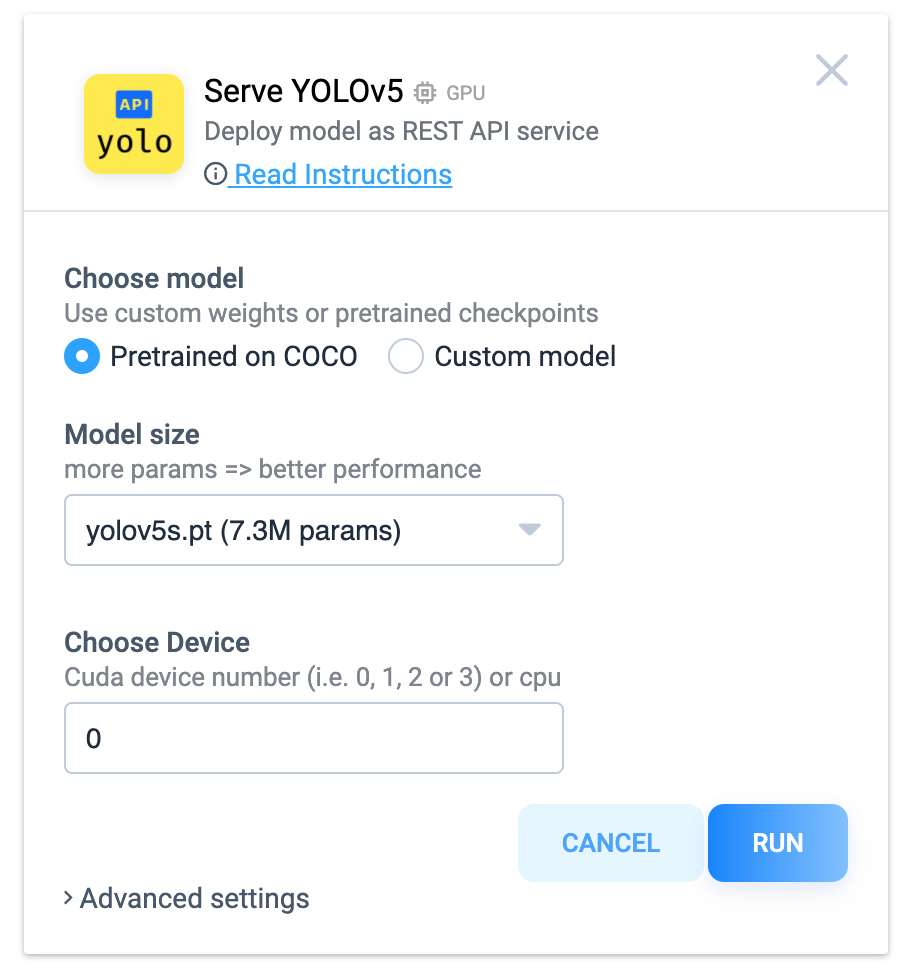 API
yolo
Serve YOLOv5 GPU
Deploy model as REST API service
Read Instructions
Choose model
Use custom weights or pretrained checkpoints
Pretrained on COCO Custom model
Model size
more params => better performance
yolov5s.pt (7.3M params)
Choose Device
Cuda device number (i.e. 0, 1, 2 or 3) or cpu
0
CANCEL RUN
> Advanced settings